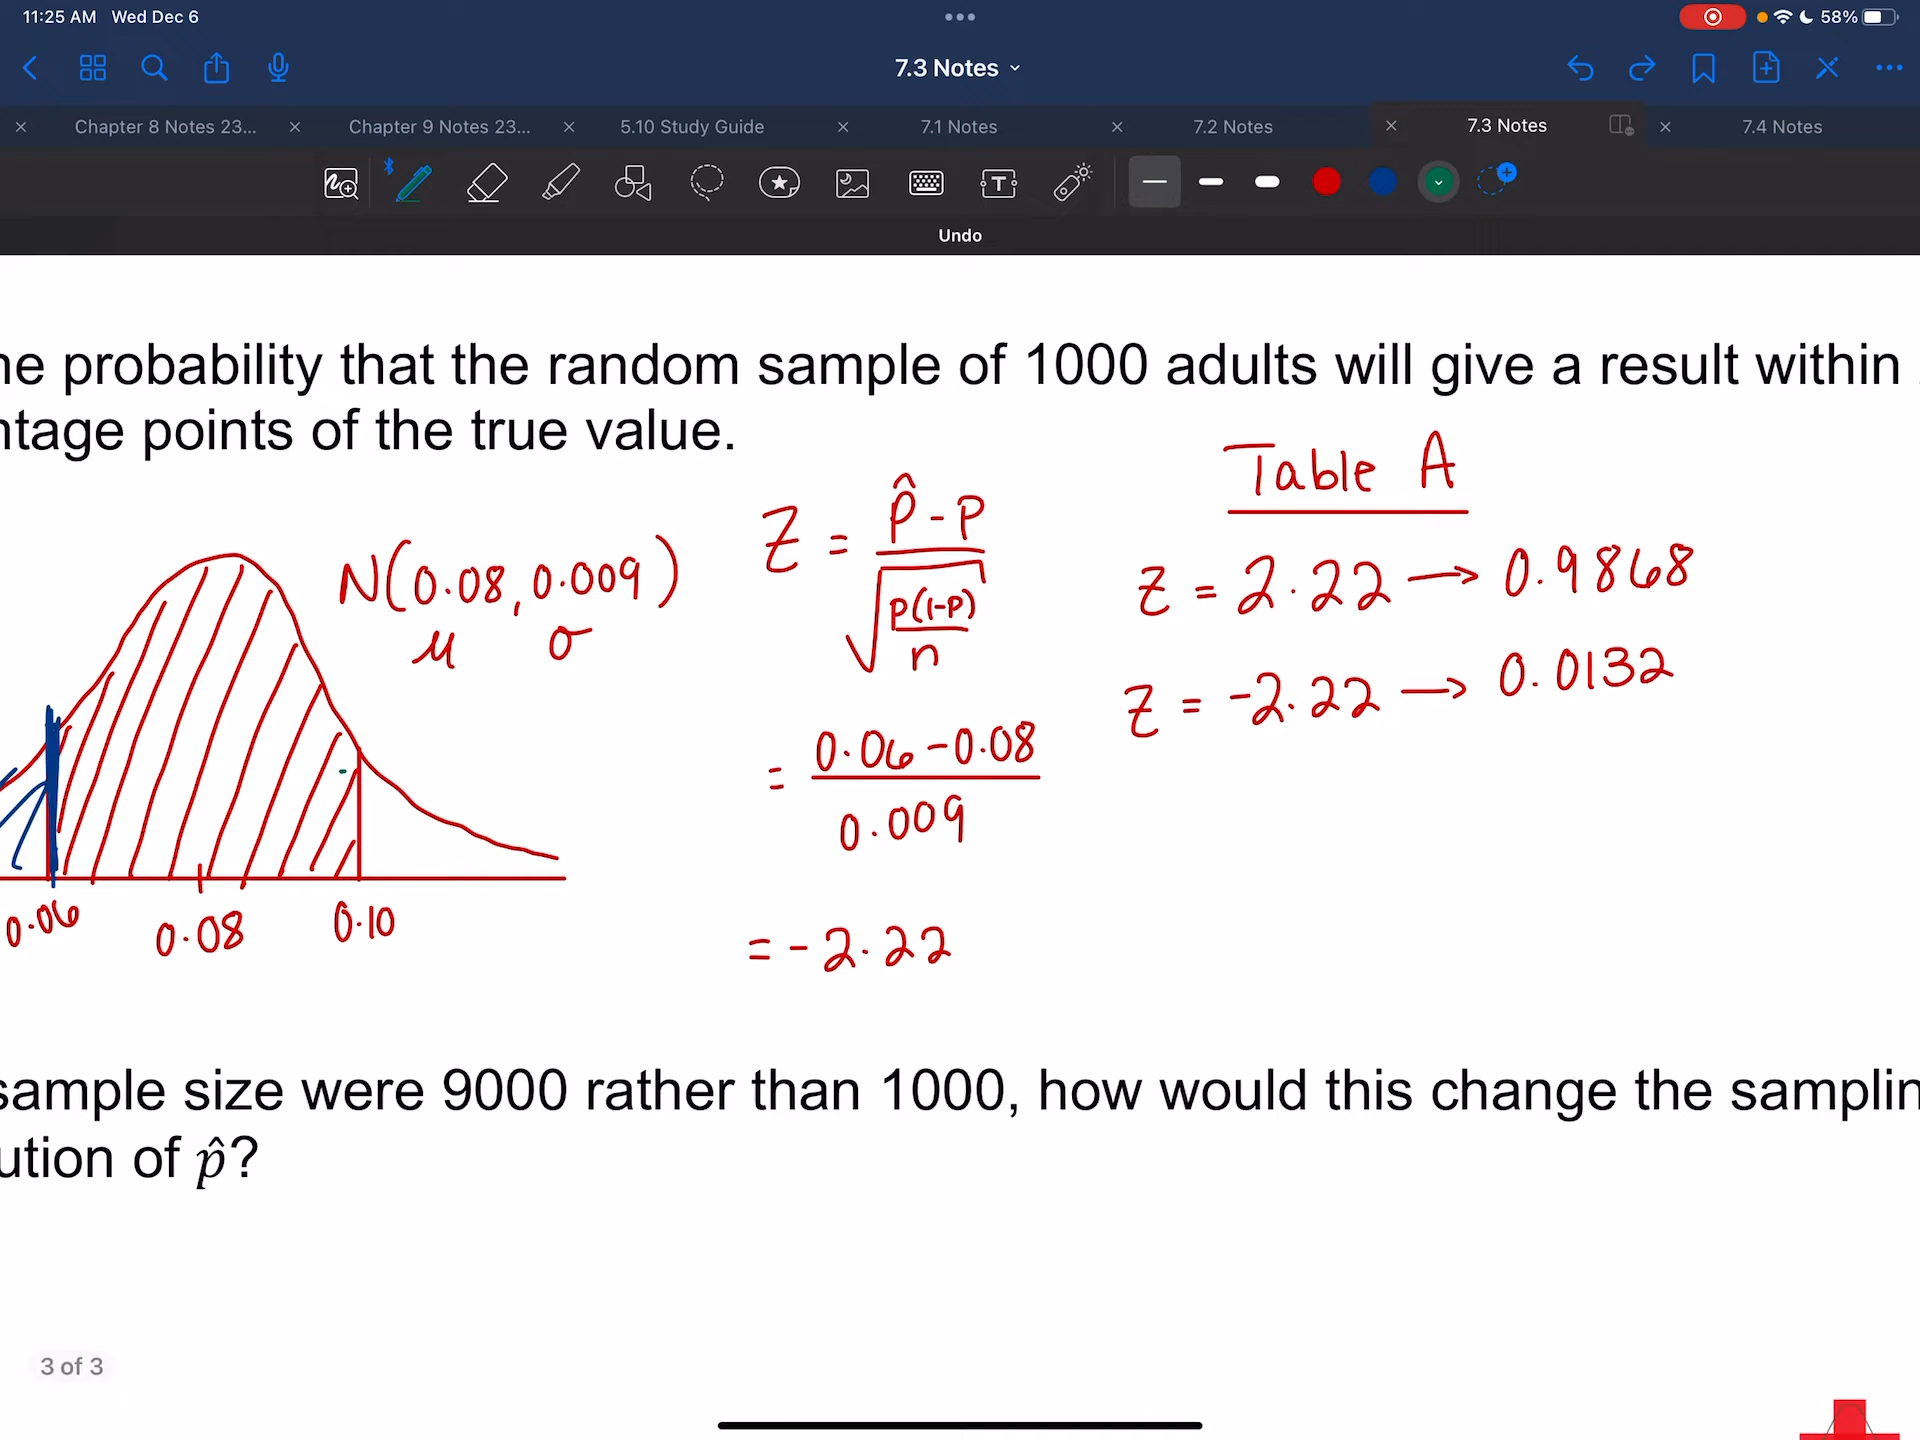 11:25 AM Wed Dec 6
58%
7.3 Notes
Chapter 8 Notes 23...
Chapter 9 Notes 23...
5.10 Study Guide
7.1 Notes
7.2 Notes
7.3 Notes
7.4 Notes
T
Undo
he probability that the random sample of 1000 adults will give a result within
ntage points of the true value.
N(0.08, 0.009)
μ σ
0.06
0.08
0.10
Z = p̂ - p
√ p(1-p)
n
= 0.06 - 0.08
0.009
= -2.22
Table A
Z = 2.22 → 0.9868
Z = -2.22 → 0.0132
sample size were 9000 rather than 1000, how would this change the samplin
ution of p̂?
3 of 3